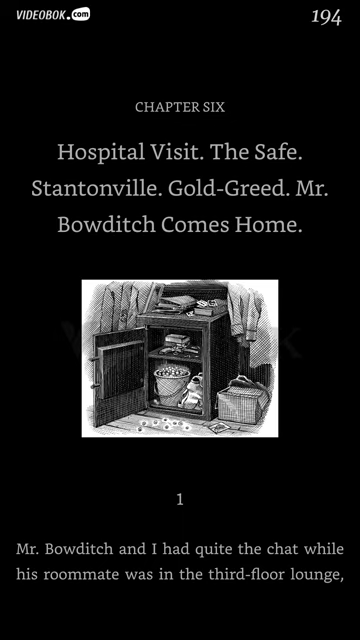 VIDEOBOK.com
194
CHAPTER SIX
Hospital Visit. The Safe.
Stantonville. Gold-Greed. Mr.
Bowditch Comes Home.
1
Mr. Bowditch and I had quite the chat while
his roommate was in the third-floor lounge,